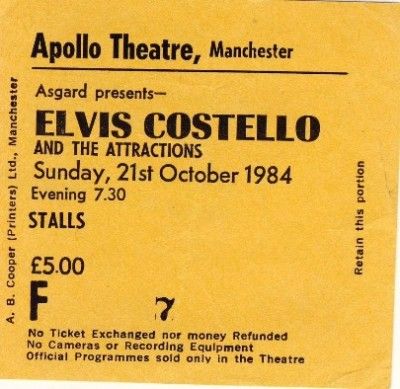 Apollo Theatre, Manchester
Asgard presents—
ELVIS COSTELLO
AND THE ATTRACTIONS
Sunday, 21st October 1984
Evening 7.30
STALLS
£5.00
F 7
No Ticket Exchanged nor money Refunded
No Cameras or Recording Equipment
Official Programmes sold only in the Theatre
A. B. Cooper (Printers) Ltd., Manchester
Retain this portion